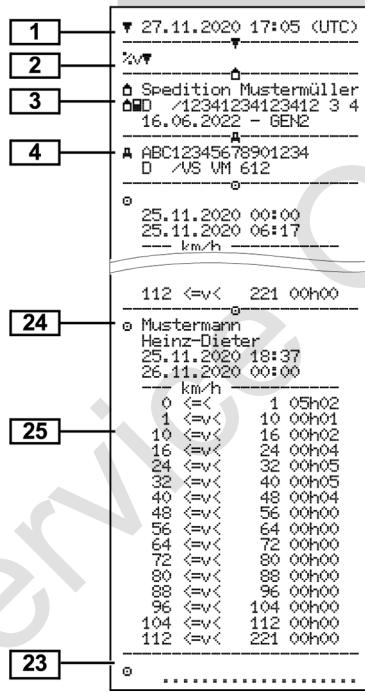 1 ▼ 27.11.2020 17:05 (UTC)
2 %v▼
Spedition Mustermüller
3 D /12341234123412 3 4
16.06.2022 - GEN2
4 A ABC12345678901234
D /VS VM 612
25.11.2020 00:00
25.11.2020 06:17
--- km/h ---
112 <=v< 221 00h00
24 Mustermann
Heinz-Dieter
25.11.2020 18:37
26.11.2020 00:00
--- km/h ---
0 <=< 1 05h02
1 <=v< 10 00h01
10 <=v< 16 00h02
16 <=v< 24 00h04
25 24 <=v< 32 00h05
32 <=v< 40 00h05
40 <=v< 48 00h04
48 <=v< 56 00h00
56 <=v< 64 00h00
64 <=v< 72 00h00
72 <=v< 80 00h00
80 <=v< 88 00h00
88 <=v< 96 00h00
96 <=v< 104 00h00
104 <=v< 112 00h00
112 <=v< 221 00h00
23 ..................